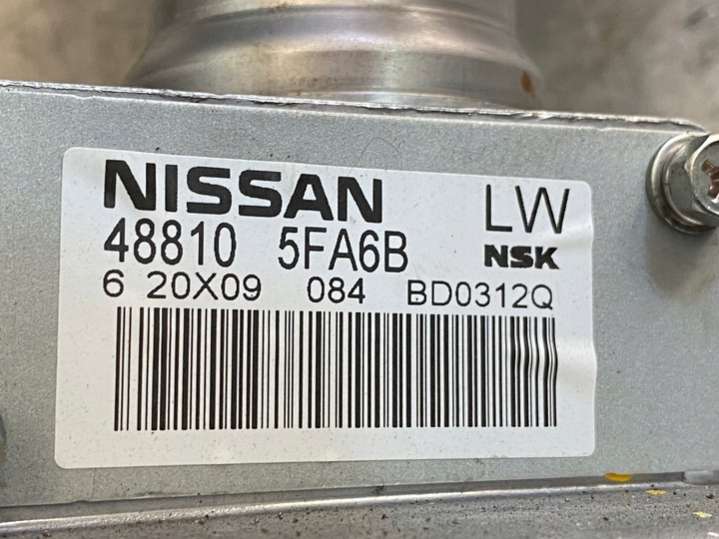 NISSAN LW
48810 5FA6B NSK
6 20X09 084 BD0312Q